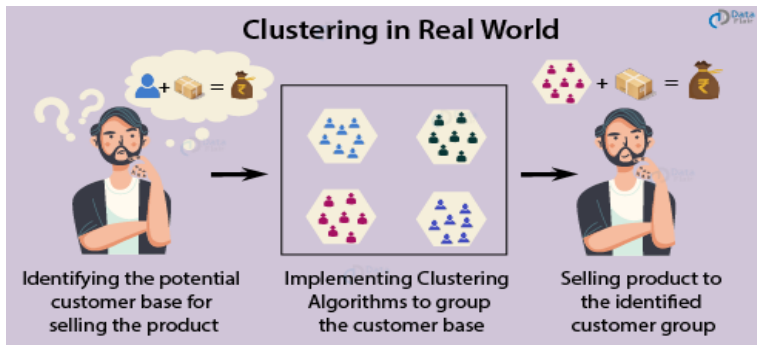 Clustering in Real World
Data
Flair
? ?
+ = ₹
+ = ₹
Identifying the potential
customer base for
selling the product
Implementing Clustering
Algorithms to group
the customer base
Selling product to
the identified
customer group